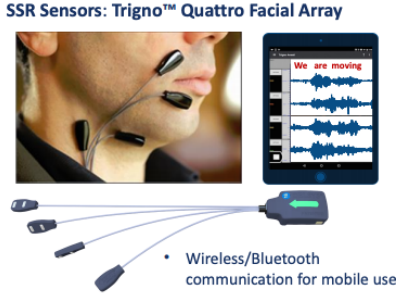 SSR Sensors: Trigno™ Quattro Facial Array
We are moving
• Wireless/Bluetooth
communication for mobile use